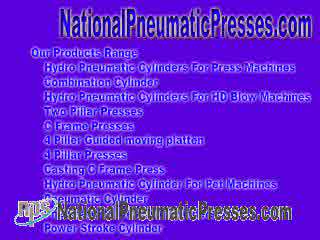 NationalPneumaticPresses.com
Our Products Range
Hydro Pneumatic Cylinders For Press Machines
Combination Cylinder
Hydro Pneumatic Cylinders For HD Blow Machines
Two Pillar Presses
C Frame Presses
4 Piller Guided moving platten
4 Pillar Presses
Casting C Frame Press
Hydro Pneumatic Cylinder For Pet Machines
Pneumatic Cylinder
NationalPneumaticPresses.com
Power Stroke Cylinder